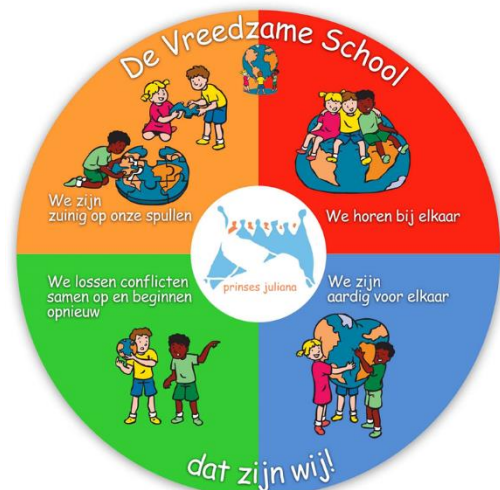 De Vreedzame School
We zijn
zuinig op onze spullen
We horen bij elkaar
prinses juliana
We lossen conflicten
samen op en beginnen
opnieuw
We zijn
aardig voor elkaar
dat zijn wij!